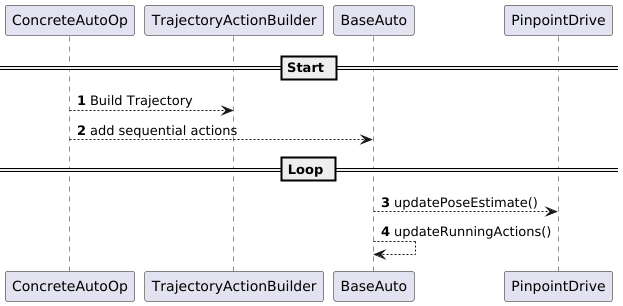 ConcreteAutoOp TrajectoryActionBuilder BaseAuto PinpointDrive
Start
1 Build Trajectory
2 add sequential actions
Loop
3 updatePoseEstimate()
4 updateRunningActions()
ConcreteAutoOp TrajectoryActionBuilder BaseAuto PinpointDrive